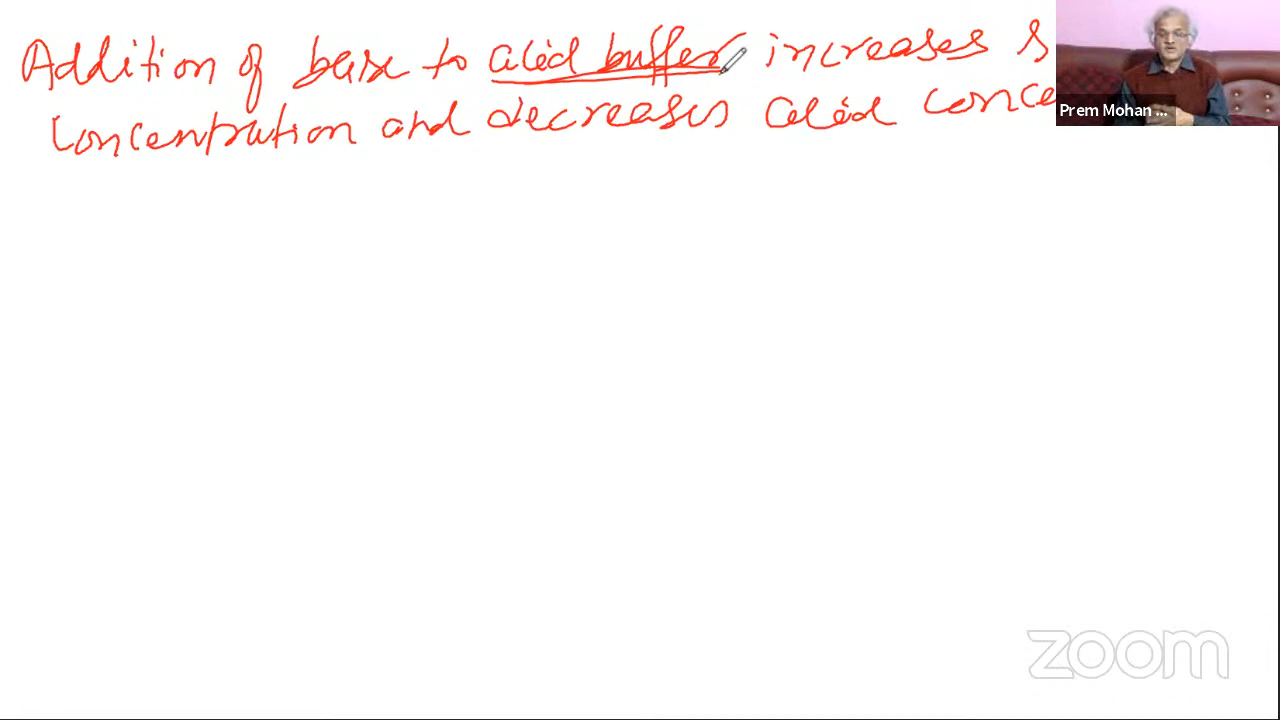 Addition of base to acid buffer increases s
concentration and decreases acid conce
Prem Mohan ...
zoom